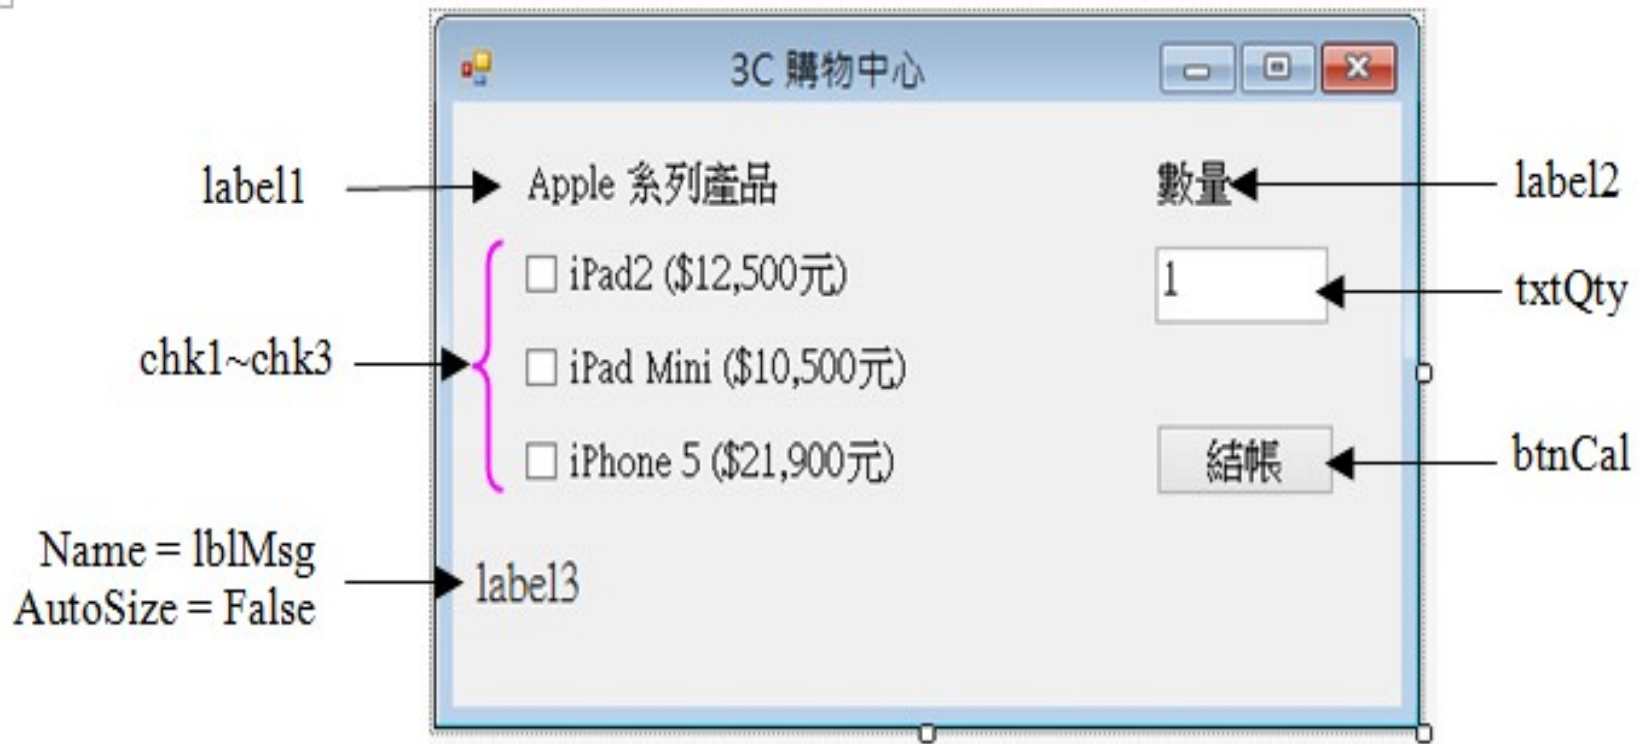 3C 購物中心
label1
Apple 系列產品
數量
label2
iPad2 ($12,500元)
1
txtQty
chk1~chk3
iPad Mini ($10,500元)
iPhone 5 ($21,900元)
結帳
btnCal
Name = lblMsg
AutoSize = False
label3